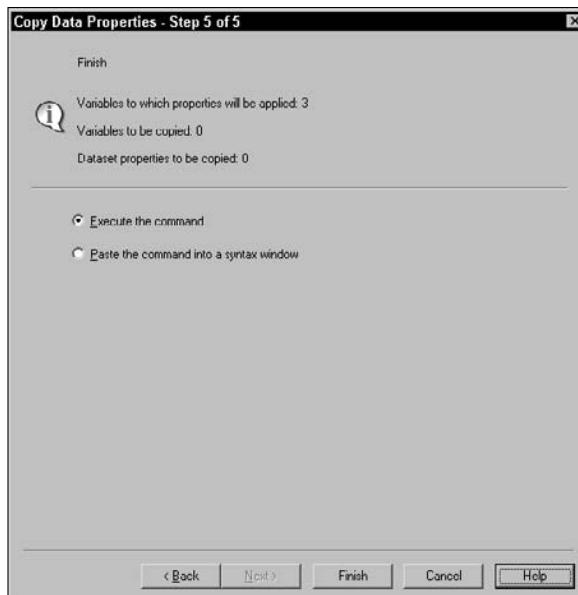 Copy Data Properties - Step 5 of 5
Finish
Variables to which properties will be applied: 3
Variables to be copied: 0
Dataset properties to be copied: 0
Execute the command
Paste the command into a syntax window
< Back Next > Finish Cancel Help